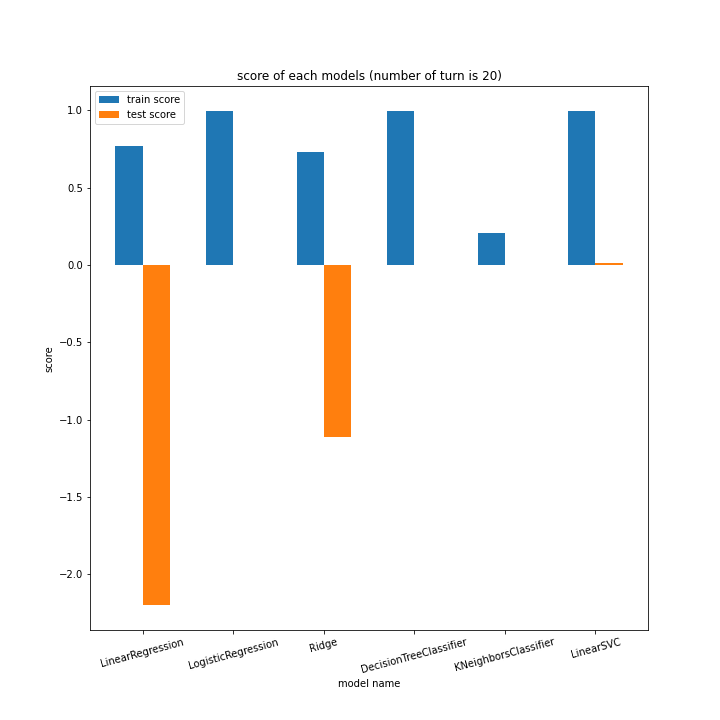 score of each models (number of turn is 20)
train score
test score
1.0
0.5
0.0
−0.5
−1.0
−1.5
−2.0
score
LinearRegression
LogisticRegression
Ridge
DecisionTreeClassifier
KNeighborsClassifier
LinearSVC
model name